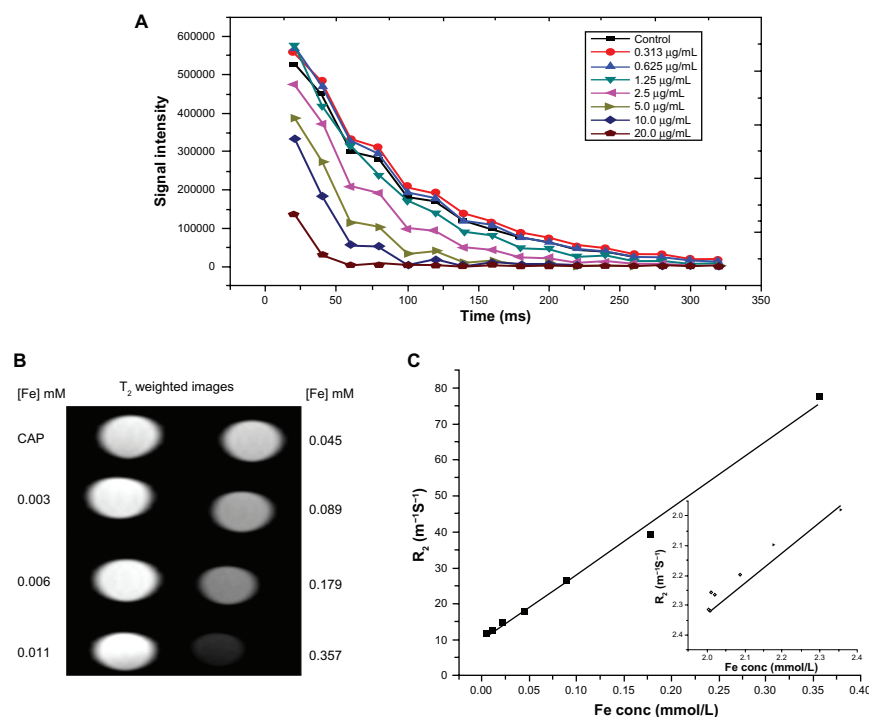 A
Signal intensity
600000
500000
400000
300000
200000
100000
0
0 50 100 150 200 250 300 350
Time (ms)
Control
0.313 μg/mL
0.625 μg/mL
1.25 μg/mL
2.5 μg/mL
5.0 μg/mL
10.0 μg/mL
20.0 μg/mL
B
[Fe] mM T2 weighted images [Fe] mM
CAP 0.045
0.003 0.089
0.006 0.179
0.011 0.357
C
R2 (m−1S−1)
80
70
60
50
40
30
20
10
0
0.00 0.05 0.10 0.15 0.20 0.25 0.30 0.35 0.40
Fe conc (mmol/L)
R2 (m−1S−1)
2.0
2.1
2.2
2.3
2.4
2.0 2.1 2.2 2.3 2.4
Fe conc (mmol/L)